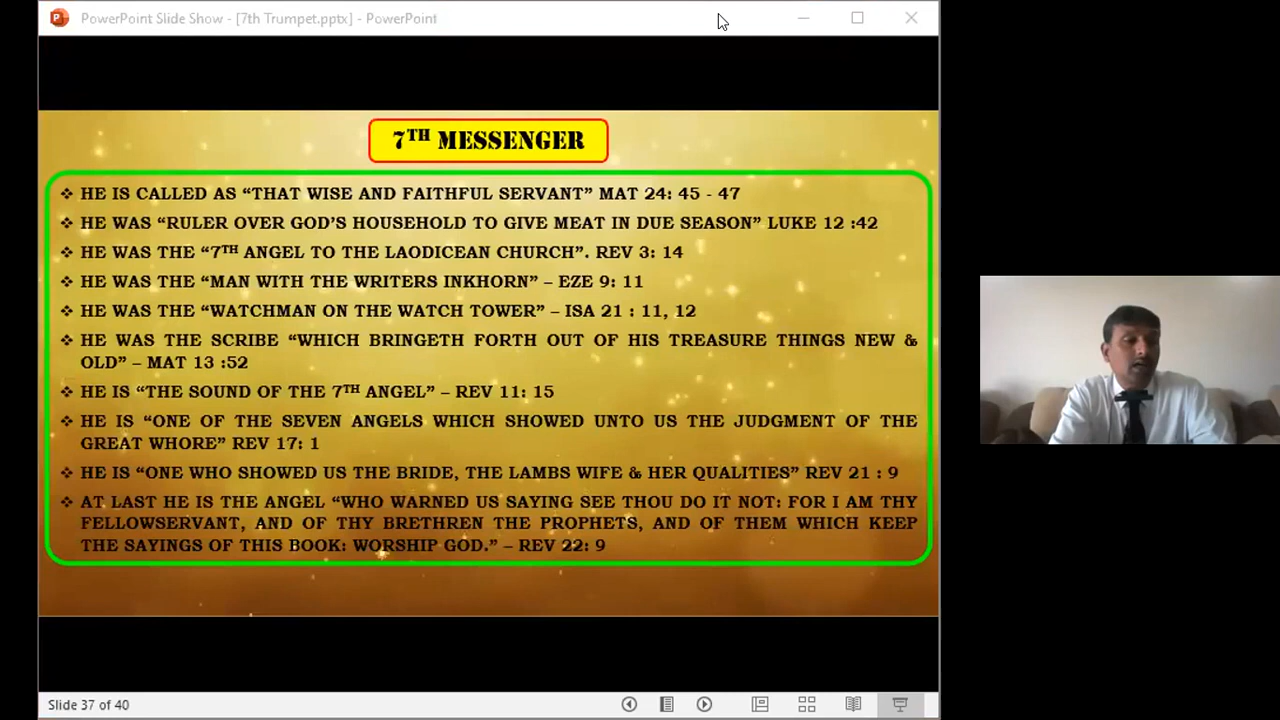 PowerPoint Slide Show - [7th Trumpet.pptx] - PowerPoint
7TH MESSENGER
❖ HE IS CALLED AS “THAT WISE AND FAITHFUL SERVANT” MAT 24: 45 - 47
❖ HE WAS “RULER OVER GOD’S HOUSEHOLD TO GIVE MEAT IN DUE SEASON” LUKE 12 :42
❖ HE WAS THE “7TH ANGEL TO THE LAODICEAN CHURCH”. REV 3: 14
❖ HE WAS THE “MAN WITH THE WRITERS INKHORN” – EZE 9: 11
❖ HE WAS THE “WATCHMAN ON THE WATCH TOWER” – ISA 21 : 11, 12
❖ HE WAS THE SCRIBE “WHICH BRINGETH FORTH OUT OF HIS TREASURE THINGS NEW &
OLD” – MAT 13 :52
❖ HE IS “THE SOUND OF THE 7TH ANGEL” – REV 11: 15
❖ HE IS “ONE OF THE SEVEN ANGELS WHICH SHOWED UNTO US THE JUDGMENT OF THE
GREAT WHORE” REV 17: 1
❖ HE IS “ONE WHO SHOWED US THE BRIDE, THE LAMBS WIFE & HER QUALITIES” REV 21 : 9
❖ AT LAST HE IS THE ANGEL “WHO WARNED US SAYING SEE THOU DO IT NOT: FOR I AM THY
FELLOWSERVANT, AND OF THY BRETHREN THE PROPHETS, AND OF THEM WHICH KEEP
THE SAYINGS OF THIS BOOK: WORSHIP GOD.” – REV 22: 9
Slide 37 of 40